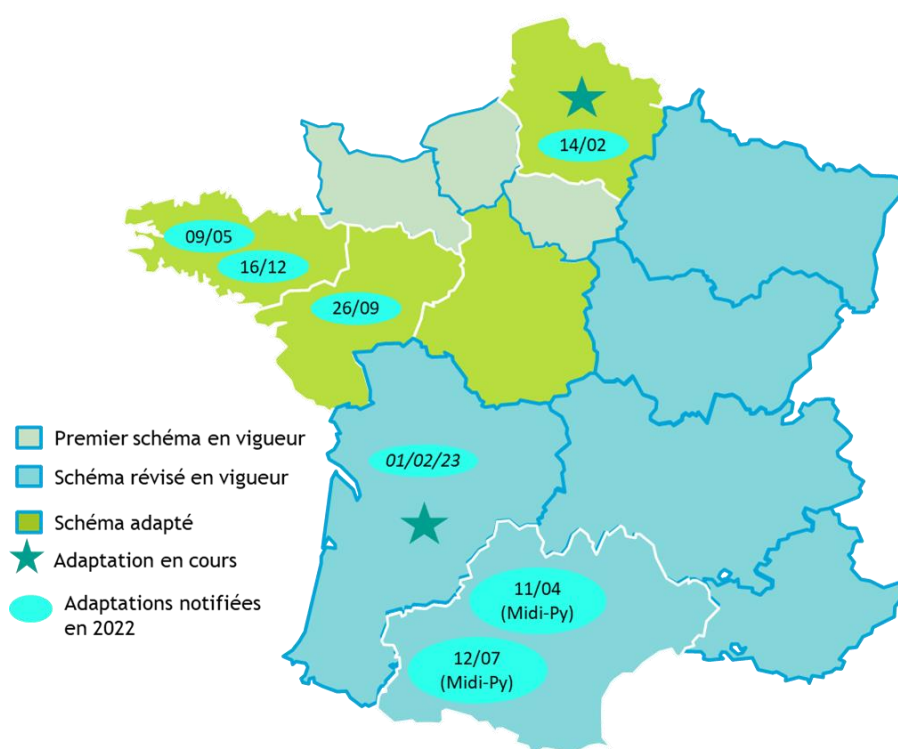 14/02
09/05
16/12
26/09
Premier schéma en vigueur
01/02/23
Schéma révisé en vigueur
Schéma adapté
Adaptation en cours
11/04
(Midi-Py)
Adaptations notifiées
en 2022
12/07
(Midi-Py)